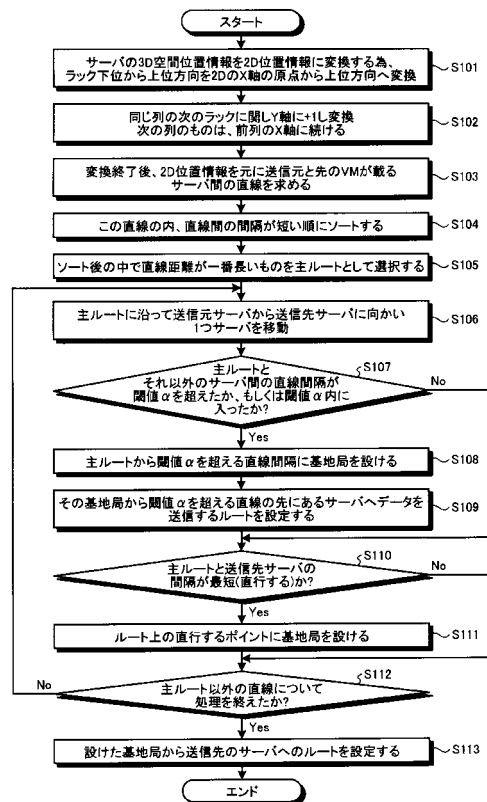 スタート
サーバの3D空間位置情報を2D位置情報に変換する為、
ラック下位から上位方向を2DのX軸の原点から上位方向へ変換
S101
同じ列の次のラックに関しY軸に+1し変換
次の列のものは、前列のX軸に続ける
S102
変換終了後、2D位置情報を元に送信元と先のVMが載る
サーバ間の直線を求める
S103
この直線の内、直線間の間隔が短い順にソートする
S104
ソート後の中で直線距離が一番長いものを主ルートとして選択する
S105
主ルートに沿って送信元サーバから送信先サーバに向かい
1つサーバを移動
S106
S107
主ルートと
それ以外のサーバ間の直線間隔が
閾値αを超えたか、もしくは閾値α内に
入ったか?
No
Yes
主ルートから閾値αを超える直線間隔に基地局を設ける
S108
その基地局から閾値αを超える直線の先にあるサーバへデータを
送信するルートを設定する
S109
S110
主ルートと送信先サーバの
間隔が最短(直行する)か?
No
Yes
ルート上の直行するポイントに基地局を設ける
S111
S112
No
主ルート以外の直線について
処理を終えたか?
Yes
設けた基地局から送信先のサーバへのルートを設定する
S113
エンド